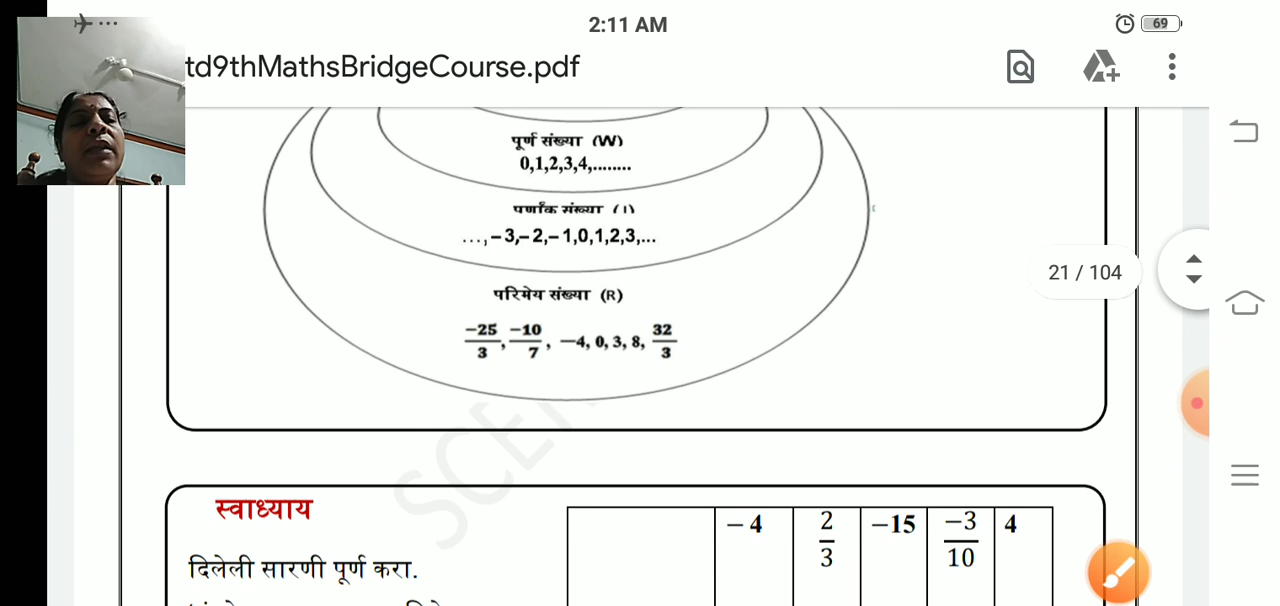 2:11 AM
69
td9thMathsBridgeCourse.pdf
पूर्ण संख्या (W)
0,1,2,3,4,........
पूर्णांक संख्या (I)
...,−3,−2,−1,0,1,2,3,...
21 / 104
परिमेय संख्या (R)
−25/3, −10/7, −4, 0, 3, 8, 32/3
SCE
स्वाध्याय
−4 2/3 −15 −3/10 4
दिलेली सारणी पूर्ण करा.